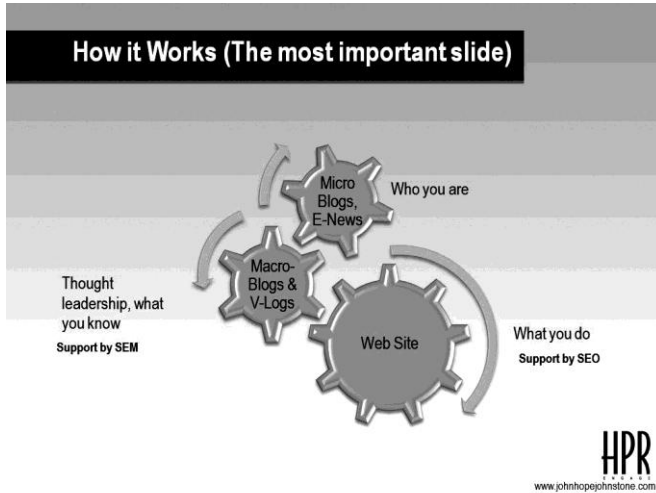 How it Works (The most important slide)
Micro
Blogs,
E-News
Who you are
Macro-
Blogs &
V-Logs
Thought
leadership, what
you know
Support by SEM
Web Site
What you do
Support by SEO
HPR
ENGAGE
www.johnhopejohnstone.com